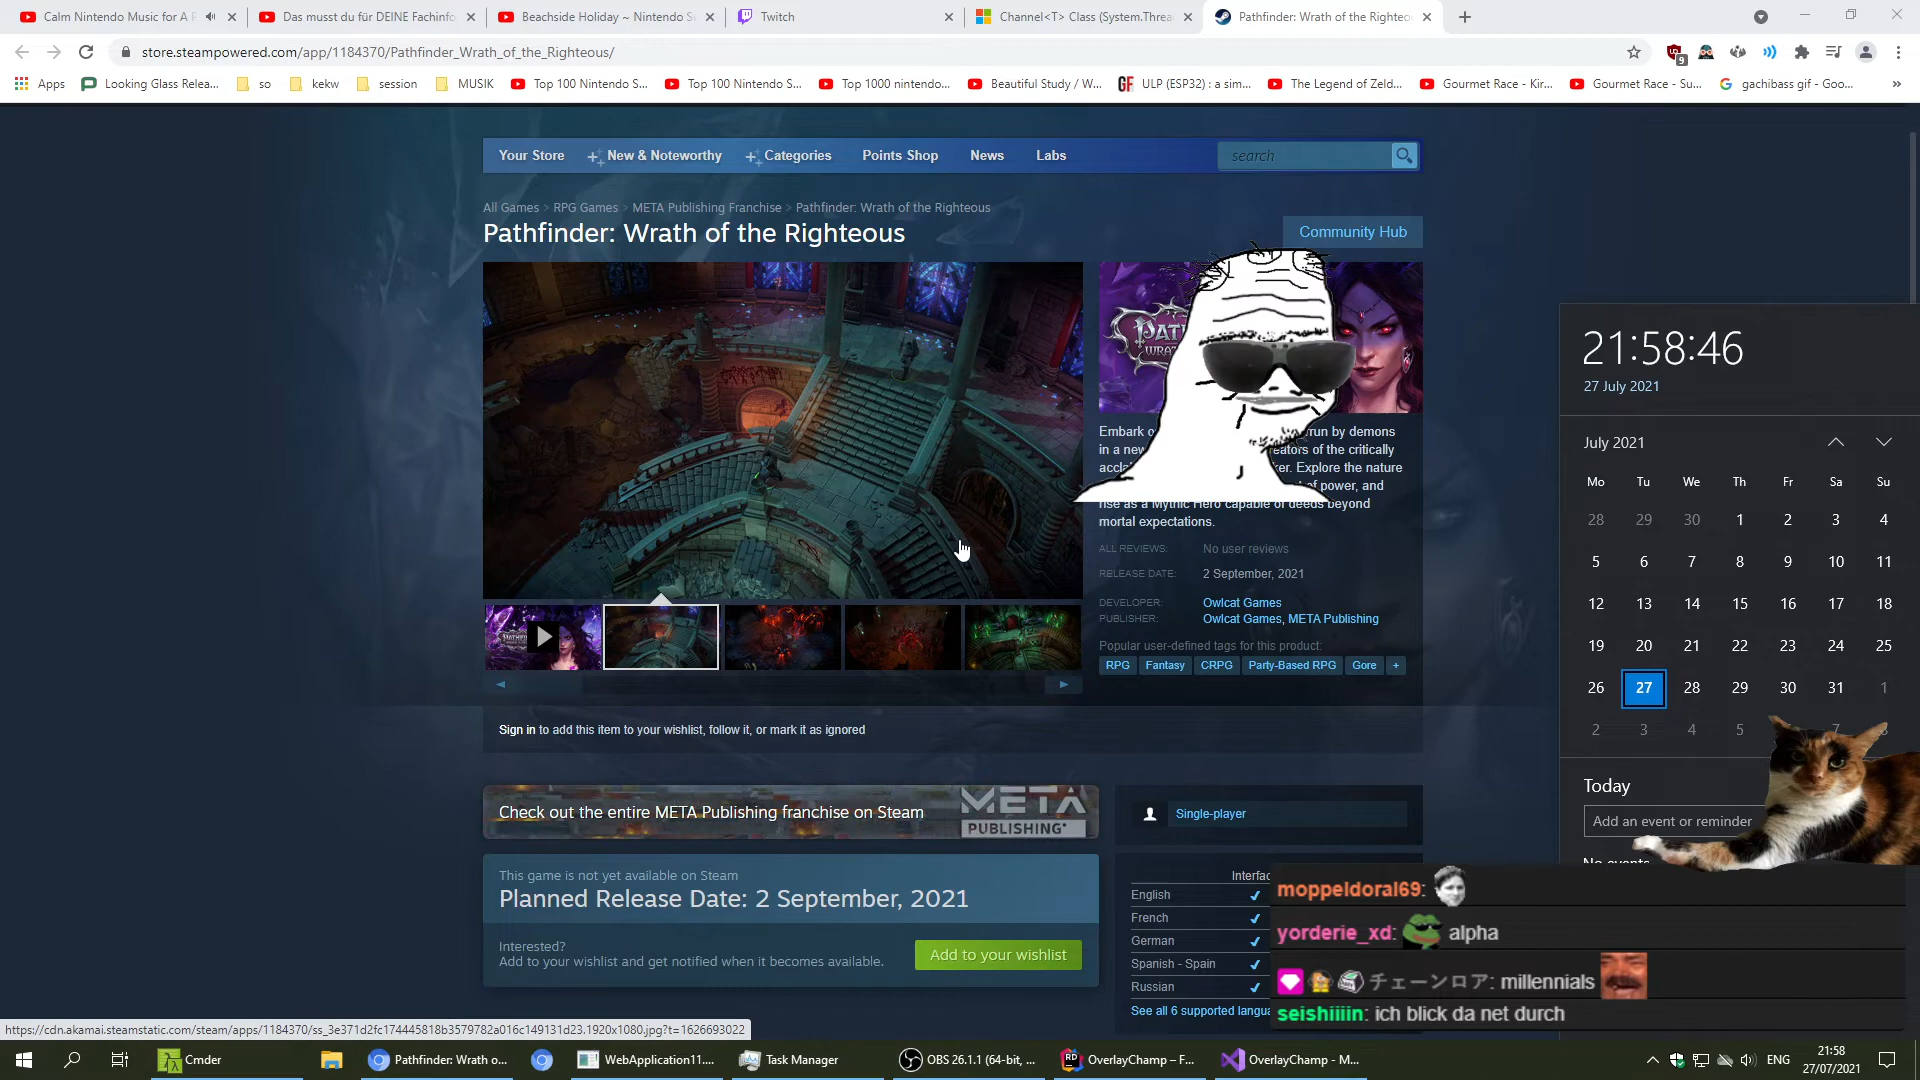 Calm Nintendo Music for A P
Das musst du für DEINE Fachinfo
Beachside Holiday ~ Nintendo S
Twitch
Channel<T> Class (System.Threa
Pathfinder: Wrath of the Righteo
store.steampowered.com/app/1184370/Pathfinder_Wrath_of_the_Righteous/
9
Apps
Looking Glass Relea...
so
kekw
session
MUSIK
Top 100 Nintendo S...
Top 100 Nintendo S...
Top 1000 nintendo...
Beautiful Study / W...
GF ULP (ESP32) : a sim...
The Legend of Zeld...
Gourmet Race - Kir...
Gourmet Race - Su...
gachibass gif - Goo...
Your Store
New & Noteworthy
Categories
Points Shop
News
Labs
search
All Games > RPG Games > META Publishing Franchise > Pathfinder: Wrath of the Righteous
Pathfinder: Wrath of the Righteous
Community Hub
Embark o run by demons
in a new eators of the critically
accla ker. Explore the nature
of power, and
rise as a Mythic Hero capable of deeds beyond
mortal expectations.
ALL REVIEWS: No user reviews
RELEASE DATE: 2 September, 2021
DEVELOPER: Owlcat Games
PUBLISHER: Owlcat Games, META Publishing
Popular user-defined tags for this product:
RPG Fantasy CRPG Party-Based RPG Gore +
Sign in to add this item to your wishlist, follow it, or mark it as ignored
Check out the entire META Publishing franchise on Steam
META
PUBLISHING
Single-player
This game is not yet available on Steam
Planned Release Date: 2 September, 2021
Interested?
Add to your wishlist and get notified when it becomes available.
Add to your wishlist
Interfac
English
French
German
Spanish - Spain
Russian
See all 6 supported langua
21:58:46
27 July 2021
July 2021
Mo Tu We Th Fr Sa Su
28 29 30 1 2 3 4
5 6 7 8 9 10 11
12 13 14 15 16 17 18
19 20 21 22 23 24 25
26 27 28 29 30 31 1
2 3 4 5 7 8
Today
Add an event or reminder
No events
moppeldoral69:
yorderie_xd: alpha
チェーンロア: millennials
seishiiiin: ich blick da net durch
https://cdn.akamai.steamstatic.com/steam/apps/1184370/ss_3e371d2fc174445818b3579782a016c149131d23.1920x1080.jpg?t=1626693022
Cmder
Pathfinder: Wrath o...
WebApplication11....
Task Manager
OBS 26.1.1 (64-bit, ...
OverlayChamp – F...
OverlayChamp - M...
ENG
21:58
27/07/2021